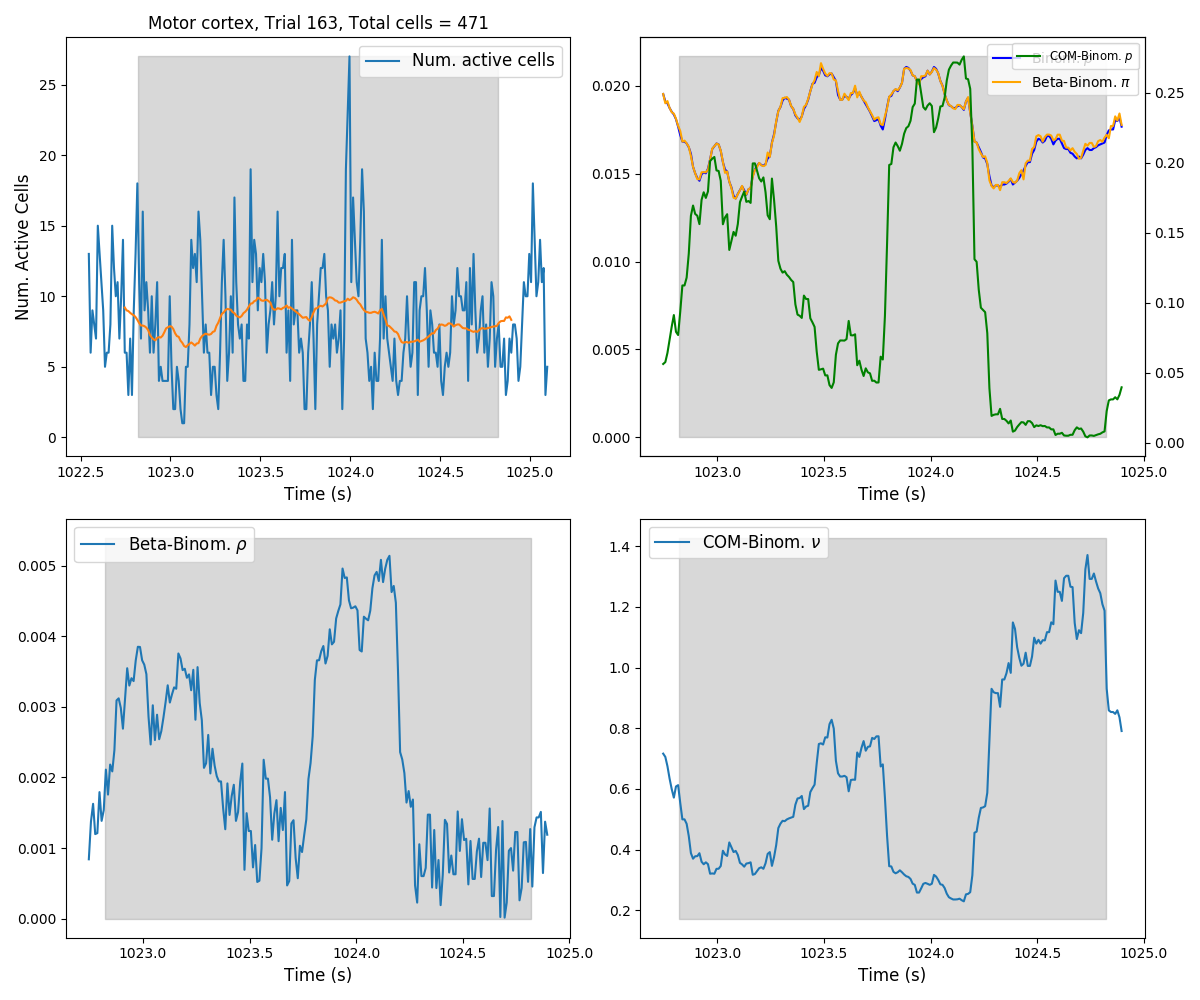 Motor cortex, Trial 163, Total cells = 471
Num. active cells
Num. Active Cells
25
20
15
10
5
0
1022.5 1023.0 1023.5 1024.0 1024.5 1025.0
Time (s)
COM-Binom. p
Binom. p
Beta-Binom. π
0.020
0.015
0.010
0.005
0.000
0.25
0.20
0.15
0.10
0.05
0.00
1023.0 1023.5 1024.0 1024.5 1025.0
Time (s)
Beta-Binom. ρ
0.005
0.004
0.003
0.002
0.001
0.000
1023.0 1023.5 1024.0 1024.5 1025.0
Time (s)
COM-Binom. ν
1.4
1.2
1.0
0.8
0.6
0.4
0.2
1023.0 1023.5 1024.0 1024.5 1025.0
Time (s)